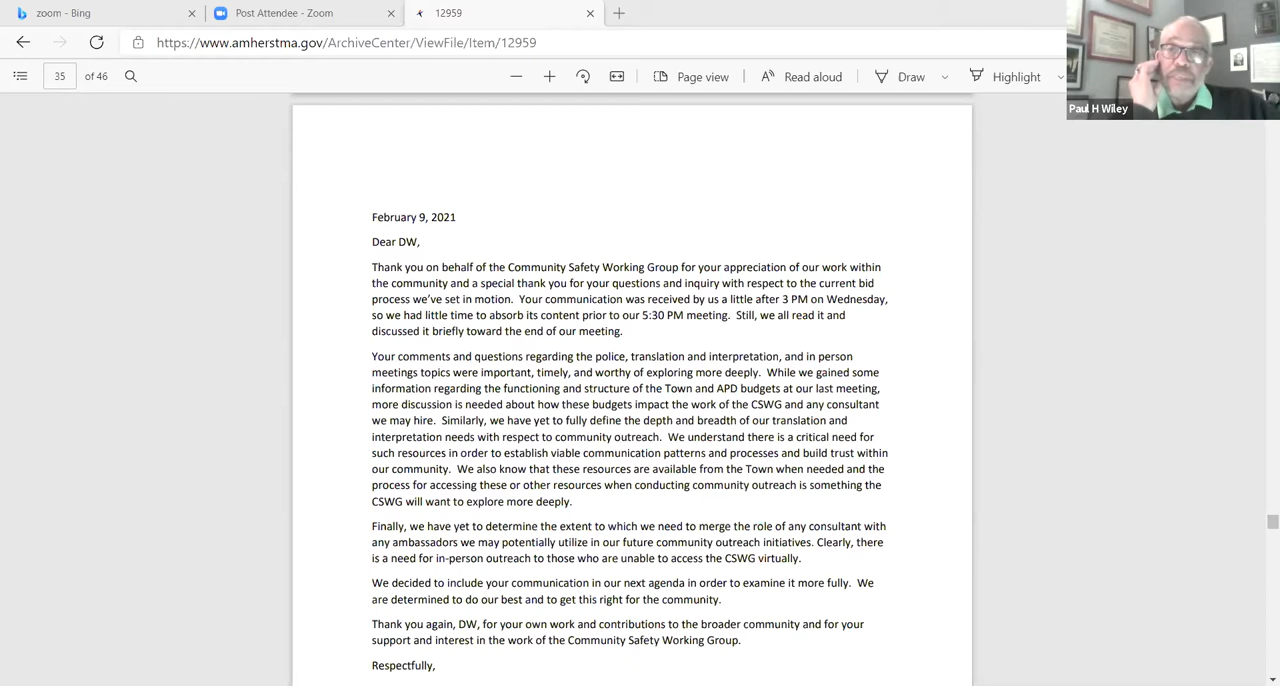 zoom - Bing
Post Attendee - Zoom
12959
https://www.amherstma.gov/ArchiveCenter/ViewFile/Item/12959
35 of 46
Page view
Read aloud
Draw
Highlight
Paul H Wiley
February 9, 2021
Dear DW,
Thank you on behalf of the Community Safety Working Group for your appreciation of our work within
the community and a special thank you for your questions and inquiry with respect to the current bid
process we've set in motion.  Your communication was received by us a little after 3 PM on Wednesday,
so we had little time to absorb its content prior to our 5:30 PM meeting.  Still, we all read it and
discussed it briefly toward the end of our meeting.
Your comments and questions regarding the police, translation and interpretation, and in person
meetings topics were important, timely, and worthy of exploring more deeply.  While we gained some
information regarding the functioning and structure of the Town and APD budgets at our last meeting,
more discussion is needed about how these budgets impact the work of the CSWG and any consultant
we may hire.  Similarly, we have yet to fully define the depth and breadth of our translation and
interpretation needs with respect to community outreach.  We understand there is a critical need for
such resources in order to establish viable communication patterns and processes and build trust within
our community.  We also know that these resources are available from the Town when needed and the
process for accessing these or other resources when conducting community outreach is something the
CSWG will want to explore more deeply.
Finally, we have yet to determine the extent to which we need to merge the role of any consultant with
any ambassadors we may potentially utilize in our future community outreach initiatives. Clearly, there
is a need for in-person outreach to those who are unable to access the CSWG virtually.
We decided to include your communication in our next agenda in order to examine it more fully.  We
are determined to do our best and to get this right for the community.
Thank you again, DW, for your own work and contributions to the broader community and for your
support and interest in the work of the Community Safety Working Group.
Respectfully,